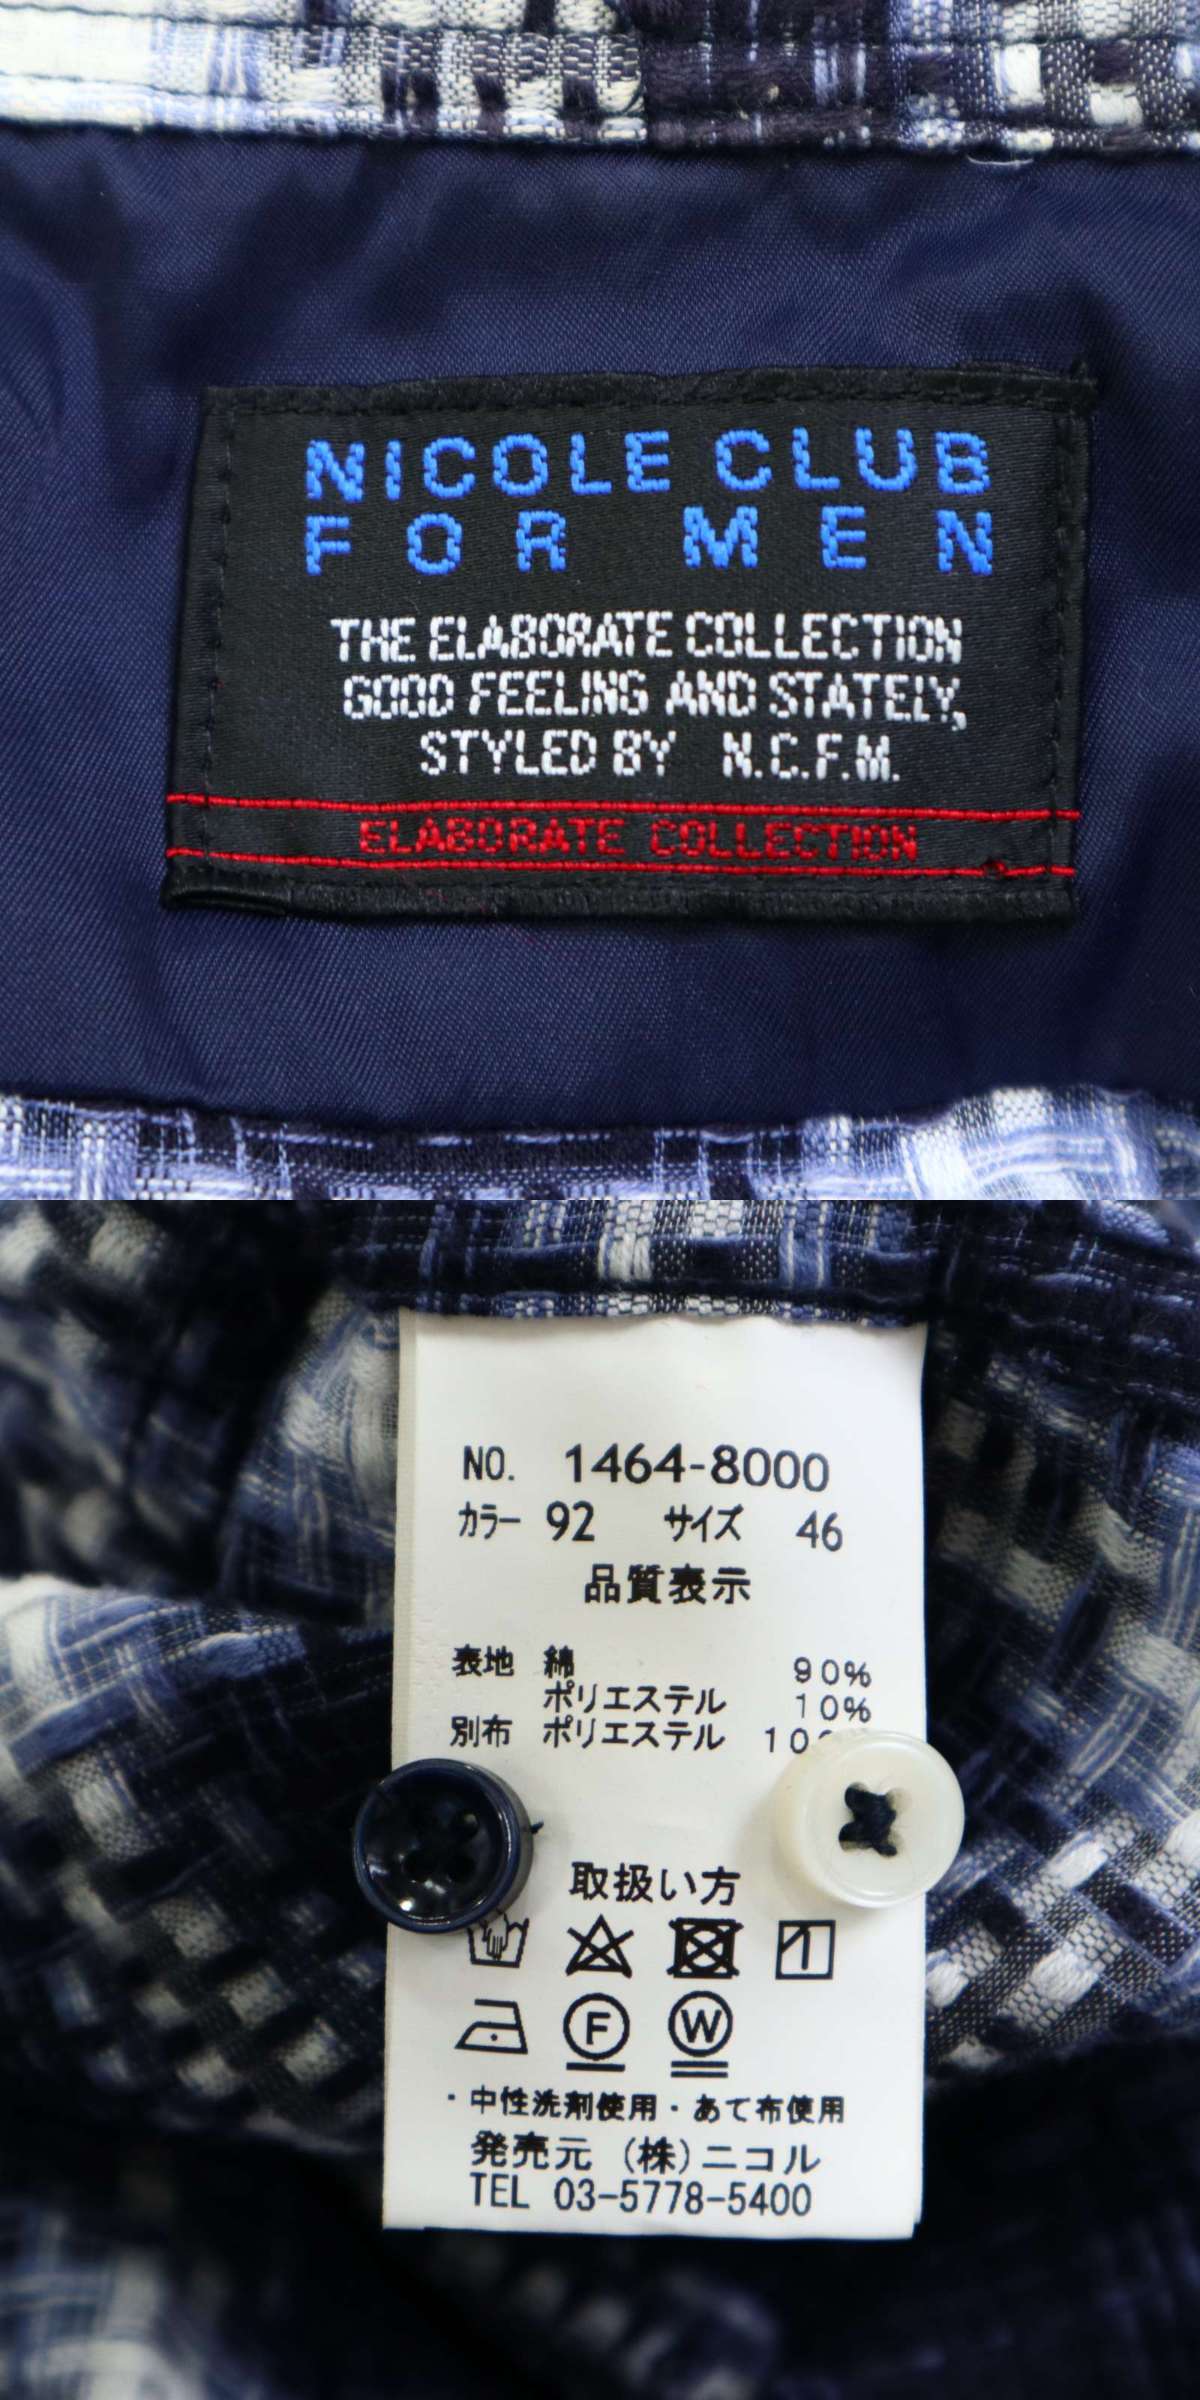 NICOLE CLUB
FOR MEN
THE ELABORATE COLLECTION
GOOD FEELING AND STATELY,
STYLED BY N.C.F.M.
ELABORATE COLLECTION
NO. 1464-8000
カラー 92 サイズ 46
品質表示
表地 綿 90%
ポリエステル 10%
別布 ポリエステル
取扱い方
F W
・中性洗剤使用・あて布使用
発売元 (株)ニコル
TEL 03-5778-5400